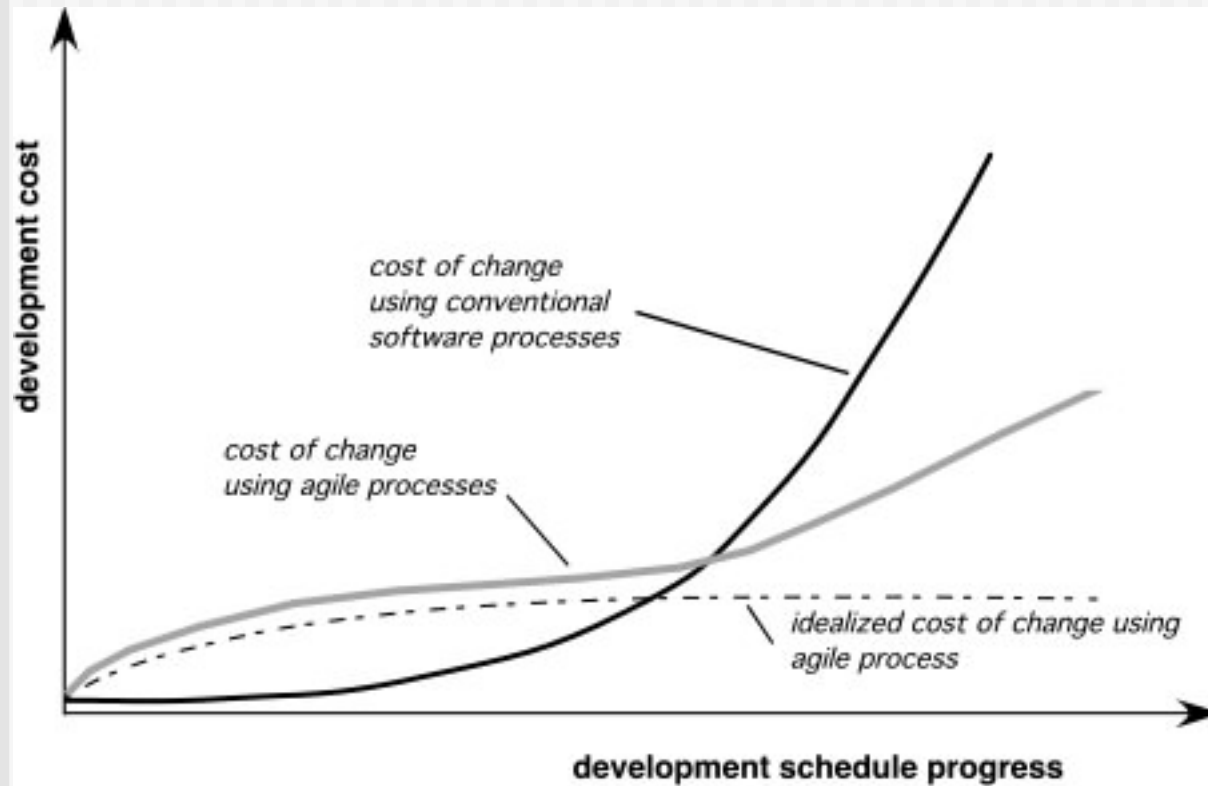 development cost
cost of change
using conventional
software processes
cost of change
using agile processes
idealized cost of change using
agile process
development schedule progress